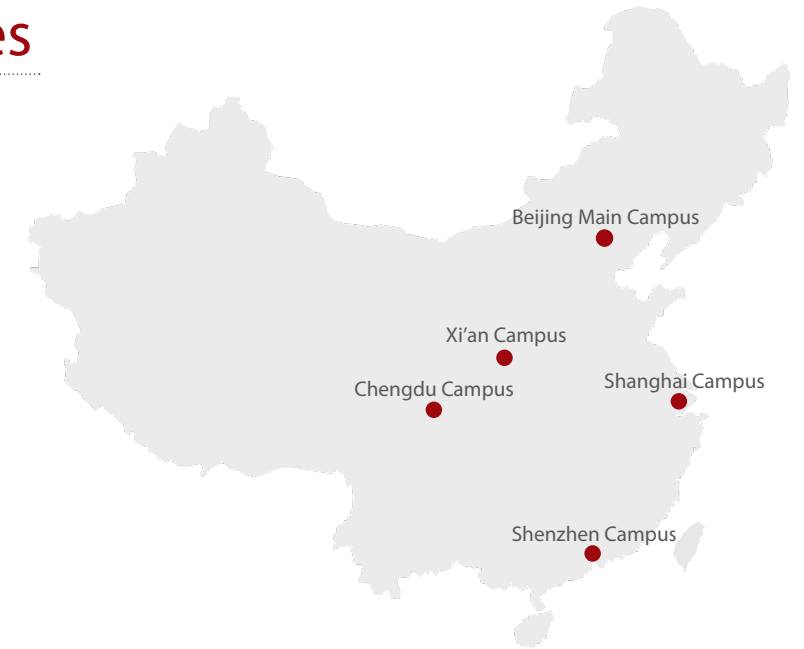 es
Beijing Main Campus
Xi’an Campus
Shanghai Campus
Chengdu Campus
Shenzhen Campus